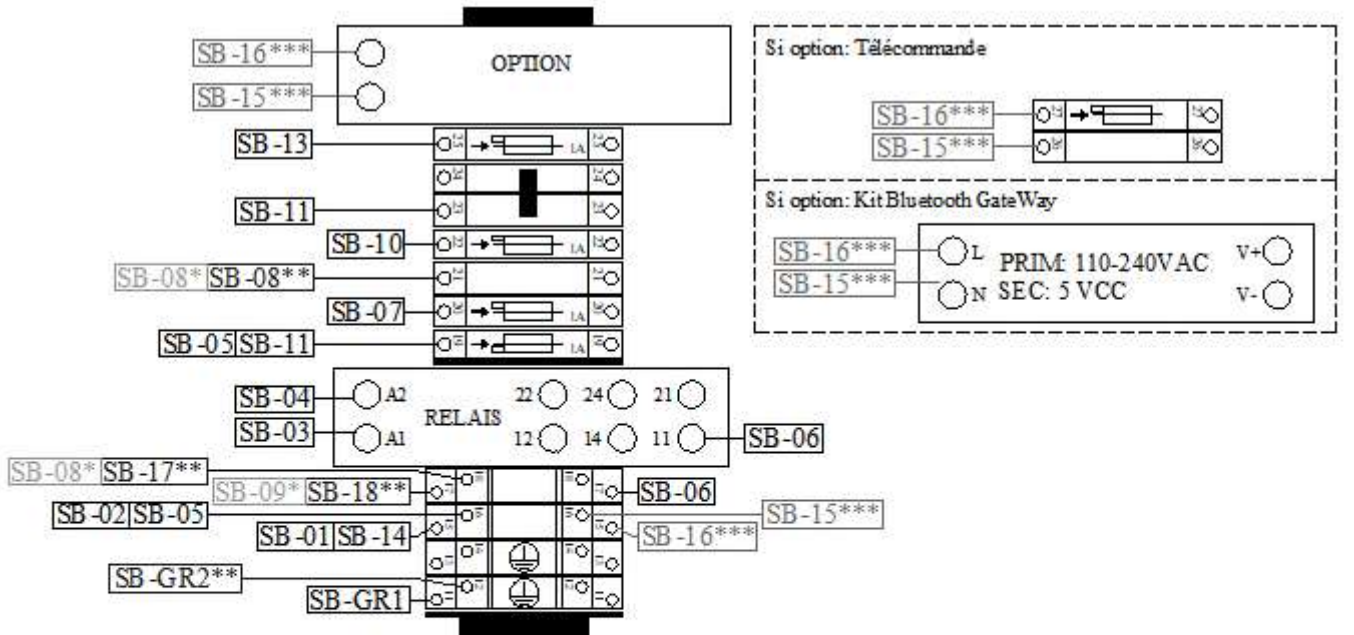 SB-16***
OPTION
SB-15***
SB-13
1A
SB-11
SB-10
1A
SB-08* SB-08**
SB-07
1A
SB-05 SB-11
1A
SB-04
A2
22
24
21
RELAIS
SB-03
A1
12
14
11
SB-06
SB-08* SB-17**
SB-09* SB-18**
SB-06
SB-02 SB-05
SB-15***
SB-01 SB-14
SB-16***
SB-GR2**
SB-GR1
Si option: Télécommande
SB-16***
SB-15***
Si option: Kit Bluetooth GateWay
SB-16***
L
PRIM: 110-240VAC
V+
SB-15***
N
SEC: 5 VCC
V-